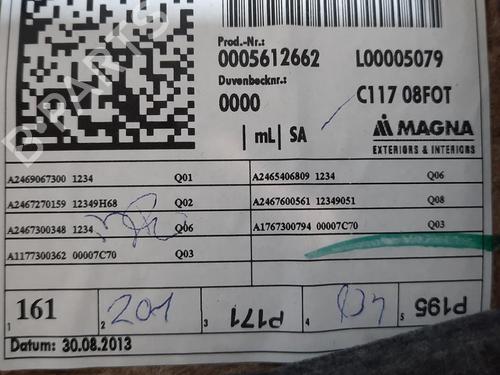 Prod.-Nr.:
0005612662 L00005079
Duvenbecknr.:
0000 C117 08FOT
| mL | SA
MAGNA
EXTERIORS & INTERIORS
B-PARTS
A2469067300 1234 Q01 A2465406809 1234 Q06
A2467270159 12349H68 Q02 A2467600561 12349051 Q08
A2467300348 1234 Q06 A1767300794 00007C70 Q03
A1177300362 00007C70 Q03
1 161 2 201 3 P171 4 5 P195
Datum: 30.08.2013